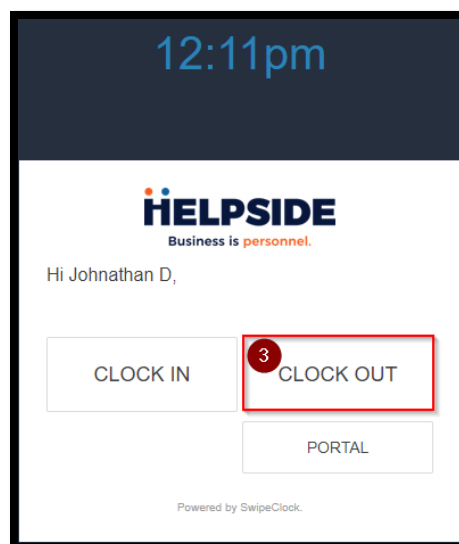 12:11pm
HELPSIDE
Business is personnel.
Hi Johnathan D,
CLOCK IN
3
CLOCK OUT
PORTAL
Powered by SwipeClock.